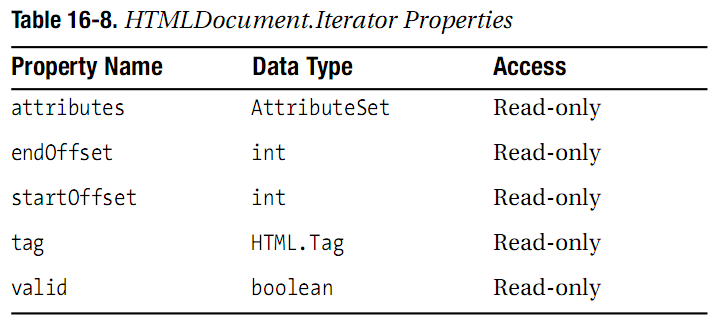 Table 16-8. HTMLDocument.Iterator Properties
Property Name Data Type Access
attributes AttributeSet Read-only
endOffset int Read-only
startOffset int Read-only
tag HTML.Tag Read-only
valid boolean Read-only